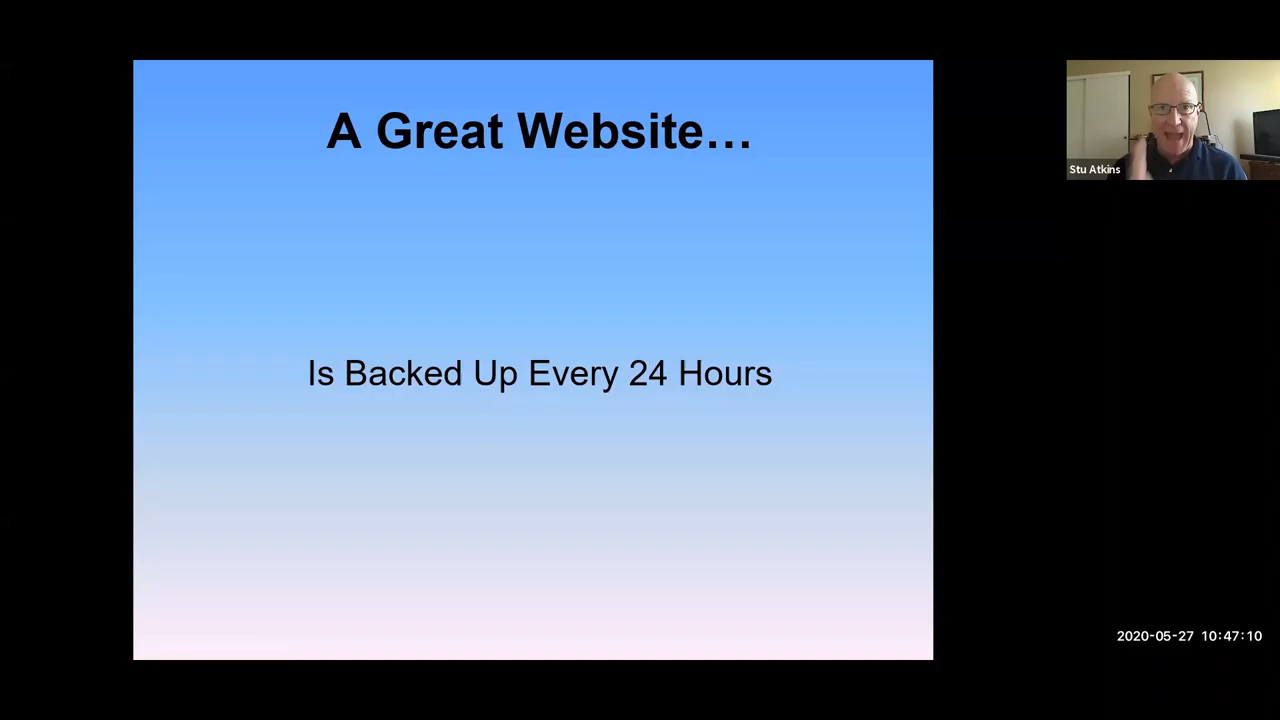 A Great Website…
Is Backed Up Every 24 Hours
Stu Atkins
2020-05-27 10:47:10